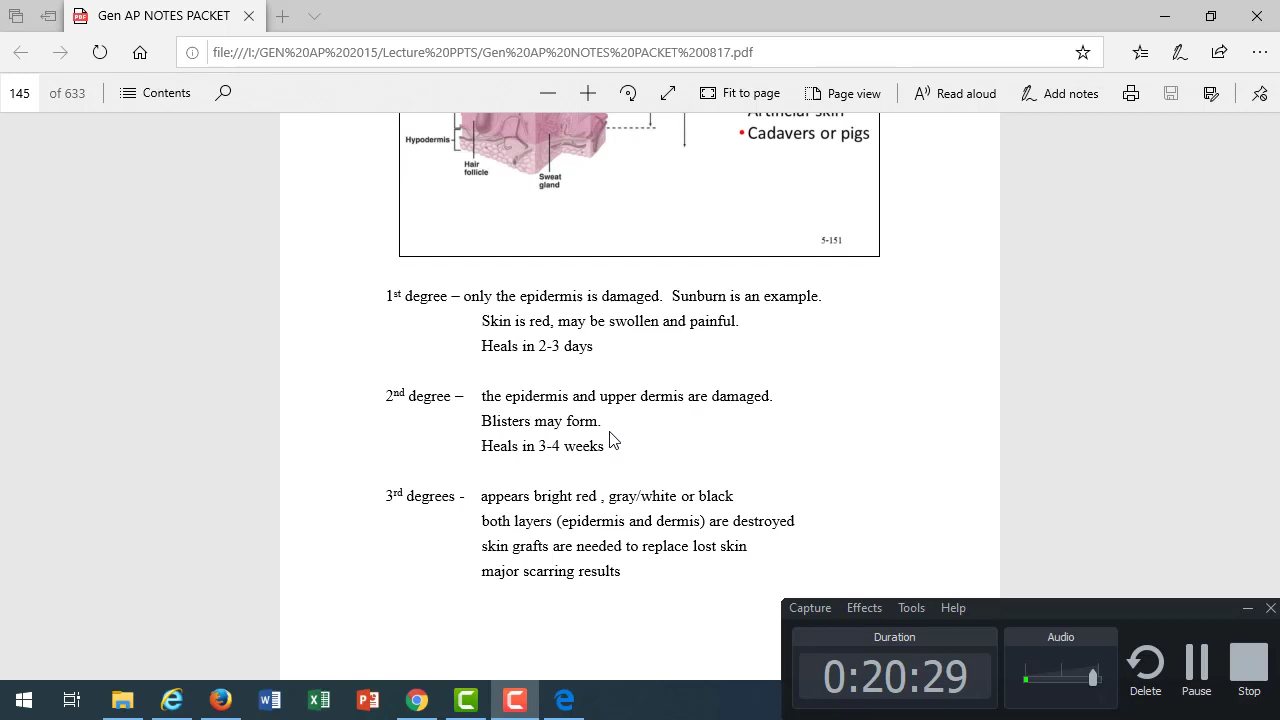 Gen AP NOTES PACKET
file:///I:/GEN%20AP%202015/Lecture%20PPTS/Gen%20AP%20NOTES%20PACKET%200817.pdf
145 of 633 Contents Fit to page Page view Read aloud Add notes
Artificial skin
Hypodermis
• Cadavers or pigs
Hair
follicle
Sweat
gland
5-151
1st degree – only the epidermis is damaged. Sunburn is an example.
Skin is red, may be swollen and painful.
Heals in 2-3 days
2nd degree – the epidermis and upper dermis are damaged.
Blisters may form.
Heals in 3-4 weeks
3rd degrees - appears bright red , gray/white or black
both layers (epidermis and dermis) are destroyed
skin grafts are needed to replace lost skin
major scarring results
Capture Effects Tools Help
Duration Audio
0:20:29
Delete Pause Stop